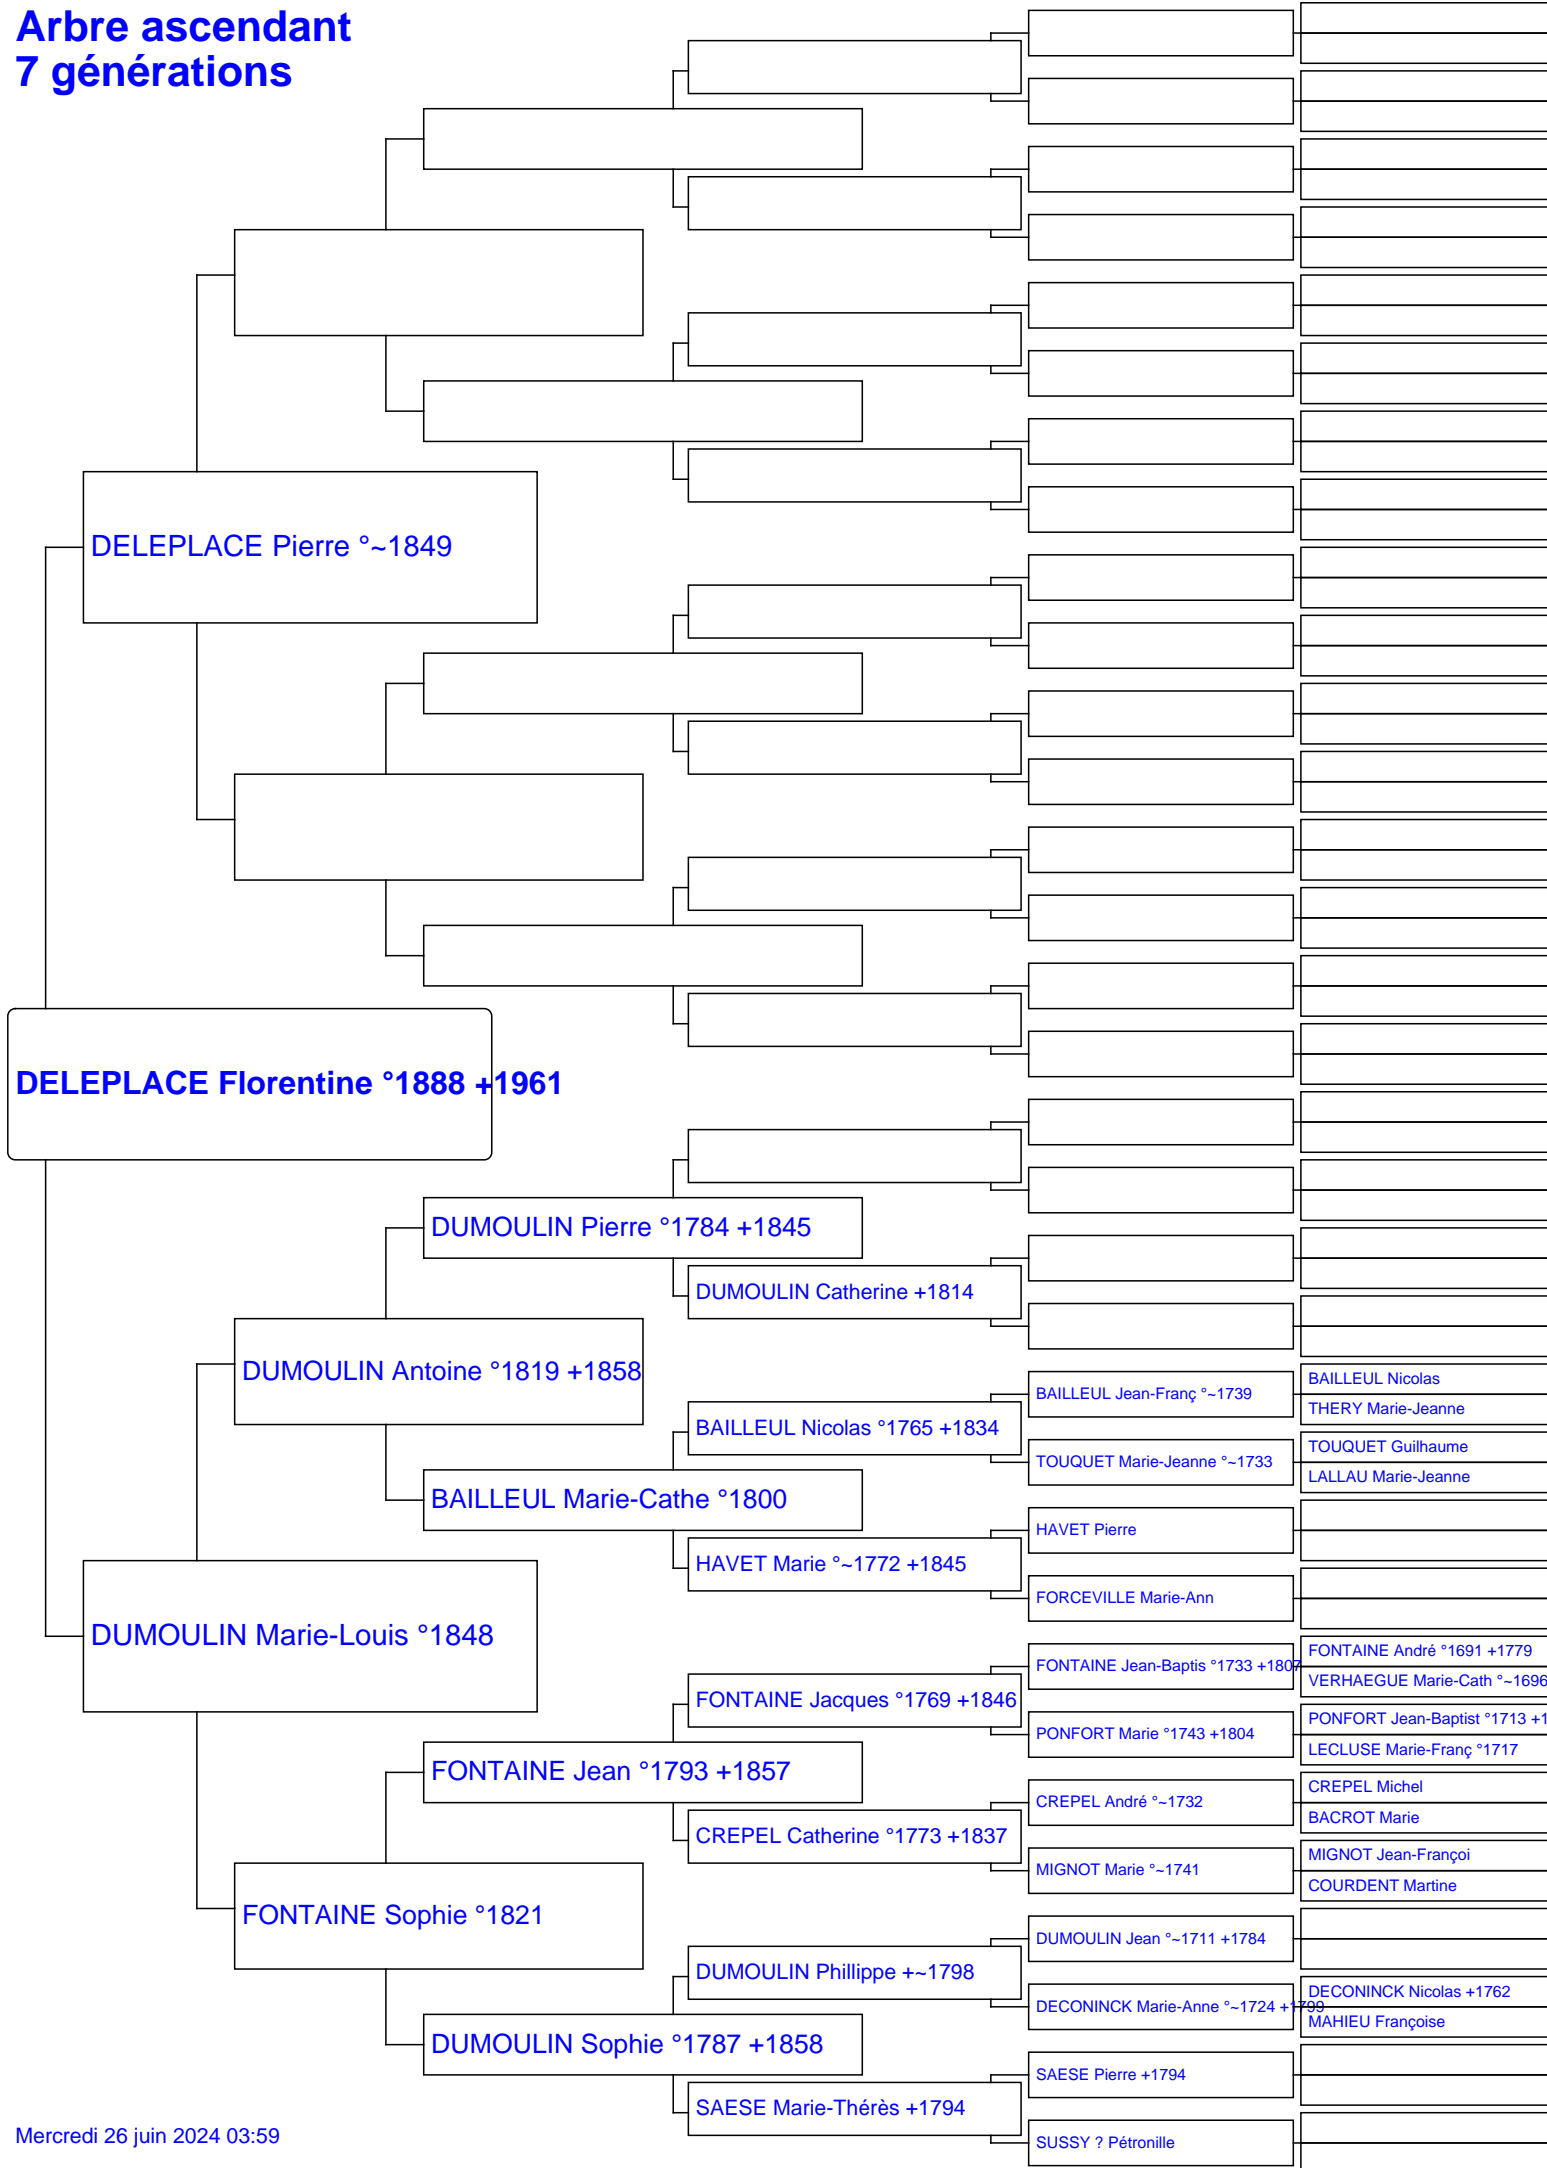 Arbre ascendant
7 générations
DELEPLACE Pierre °~1849
DELEPLACE Florentine °1888 +1961
DUMOULIN Pierre °1784 +1845
DUMOULIN Catherine +1814
DUMOULIN Antoine °1819 +1858
BAILLEUL Jean-Franç °~1739
BAILLEUL Nicolas
THERY Marie-Jeanne
BAILLEUL Nicolas °1765 +1834
TOUQUET Marie-Jeanne °~1733
TOUQUET Guilhaume
LALLAU Marie-Jeanne
BAILLEUL Marie-Cathe °1800
HAVET Pierre
HAVET Marie °~1772 +1845
FORCEVILLE Marie-Ann
DUMOULIN Marie-Louis °1848
FONTAINE Jean-Baptis °1733 +1807
FONTAINE André °1691 +1779
VERHAEGUE Marie-Cath °~1696
FONTAINE Jacques °1769 +1846
PONFORT Marie °1743 +1804
PONFORT Jean-Baptist °1713 +1
LECLUSE Marie-Franç °1717
FONTAINE Jean °1793 +1857
CREPEL André °~1732
CREPEL Michel
BACROT Marie
CREPEL Catherine °1773 +1837
MIGNOT Marie °~1741
MIGNOT Jean-Françoi
COURDENT Martine
FONTAINE Sophie °1821
DUMOULIN Jean °~1711 +1784
DUMOULIN Phillippe +~1798
DECONINCK Marie-Anne °~1724 +1799
DECONINCK Nicolas +1762
MAHIEU Françoise
DUMOULIN Sophie °1787 +1858
SAESE Pierre +1794
SAESE Marie-Thérès +1794
SUSSY ? Pétronille
Mercredi 26 juin 2024 03:59